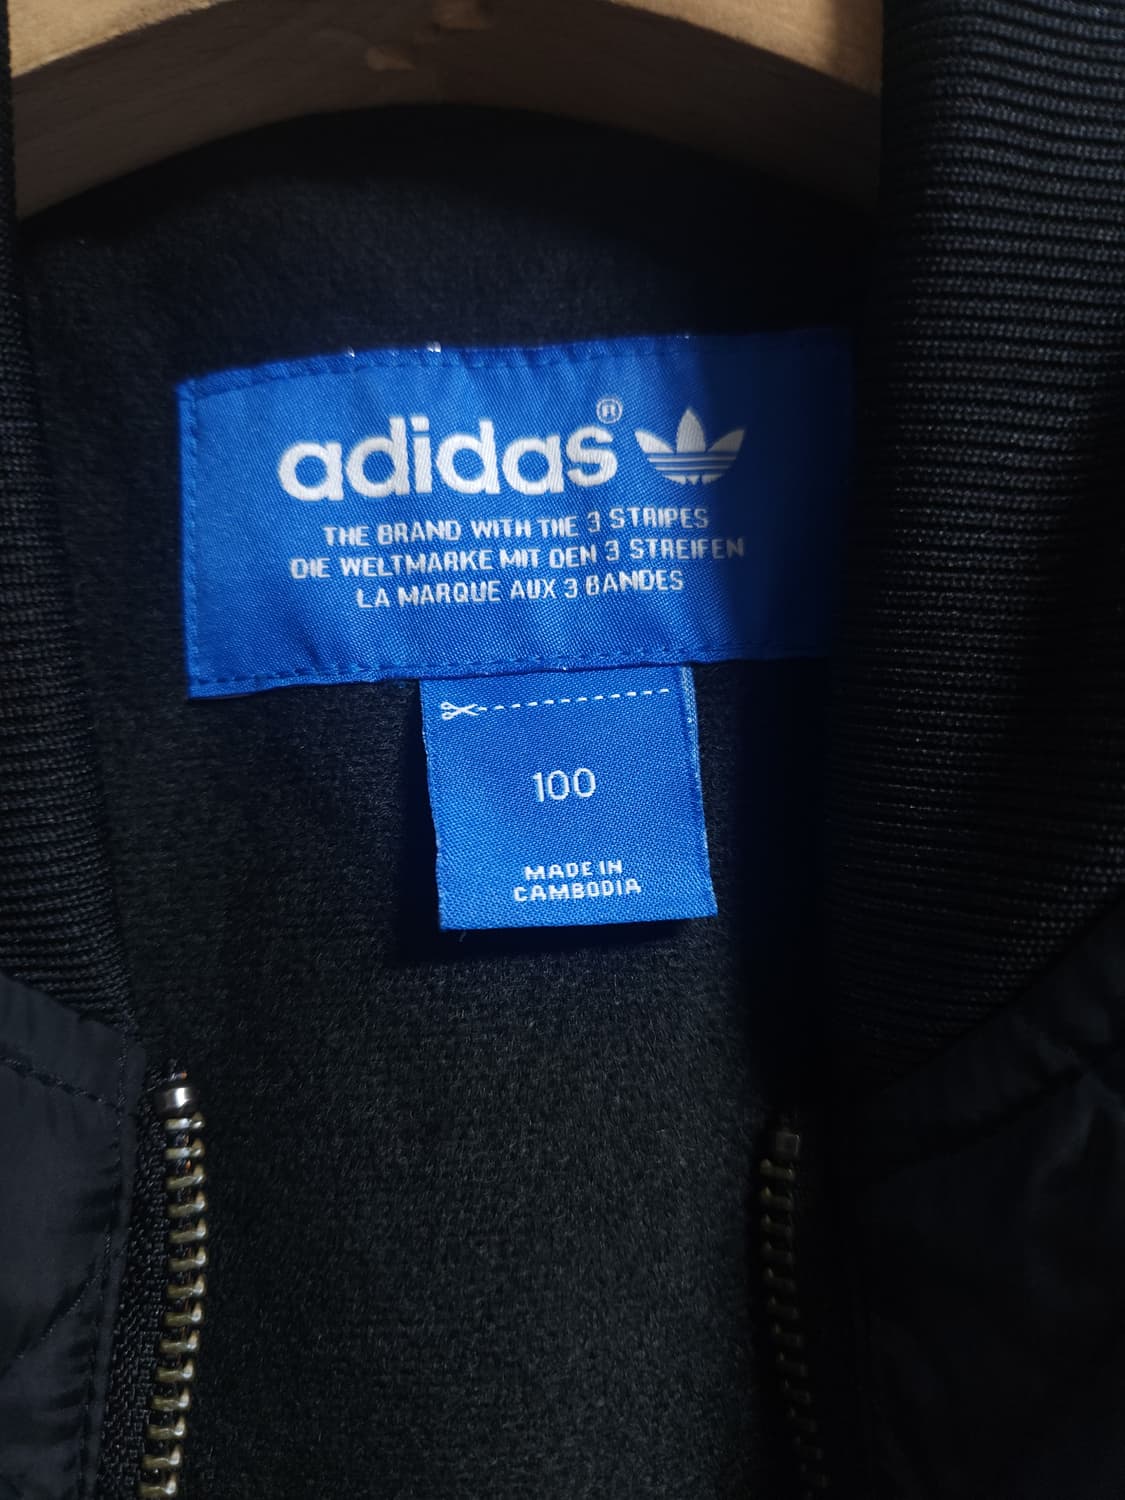 adidas®
THE BRAND WITH THE 3 STRIPES
DIE WELTMARKE MIT DEN 3 STREIFEN
LA MARQUE AUX 3 BANDES
100
MADE IN
CAMBODIA